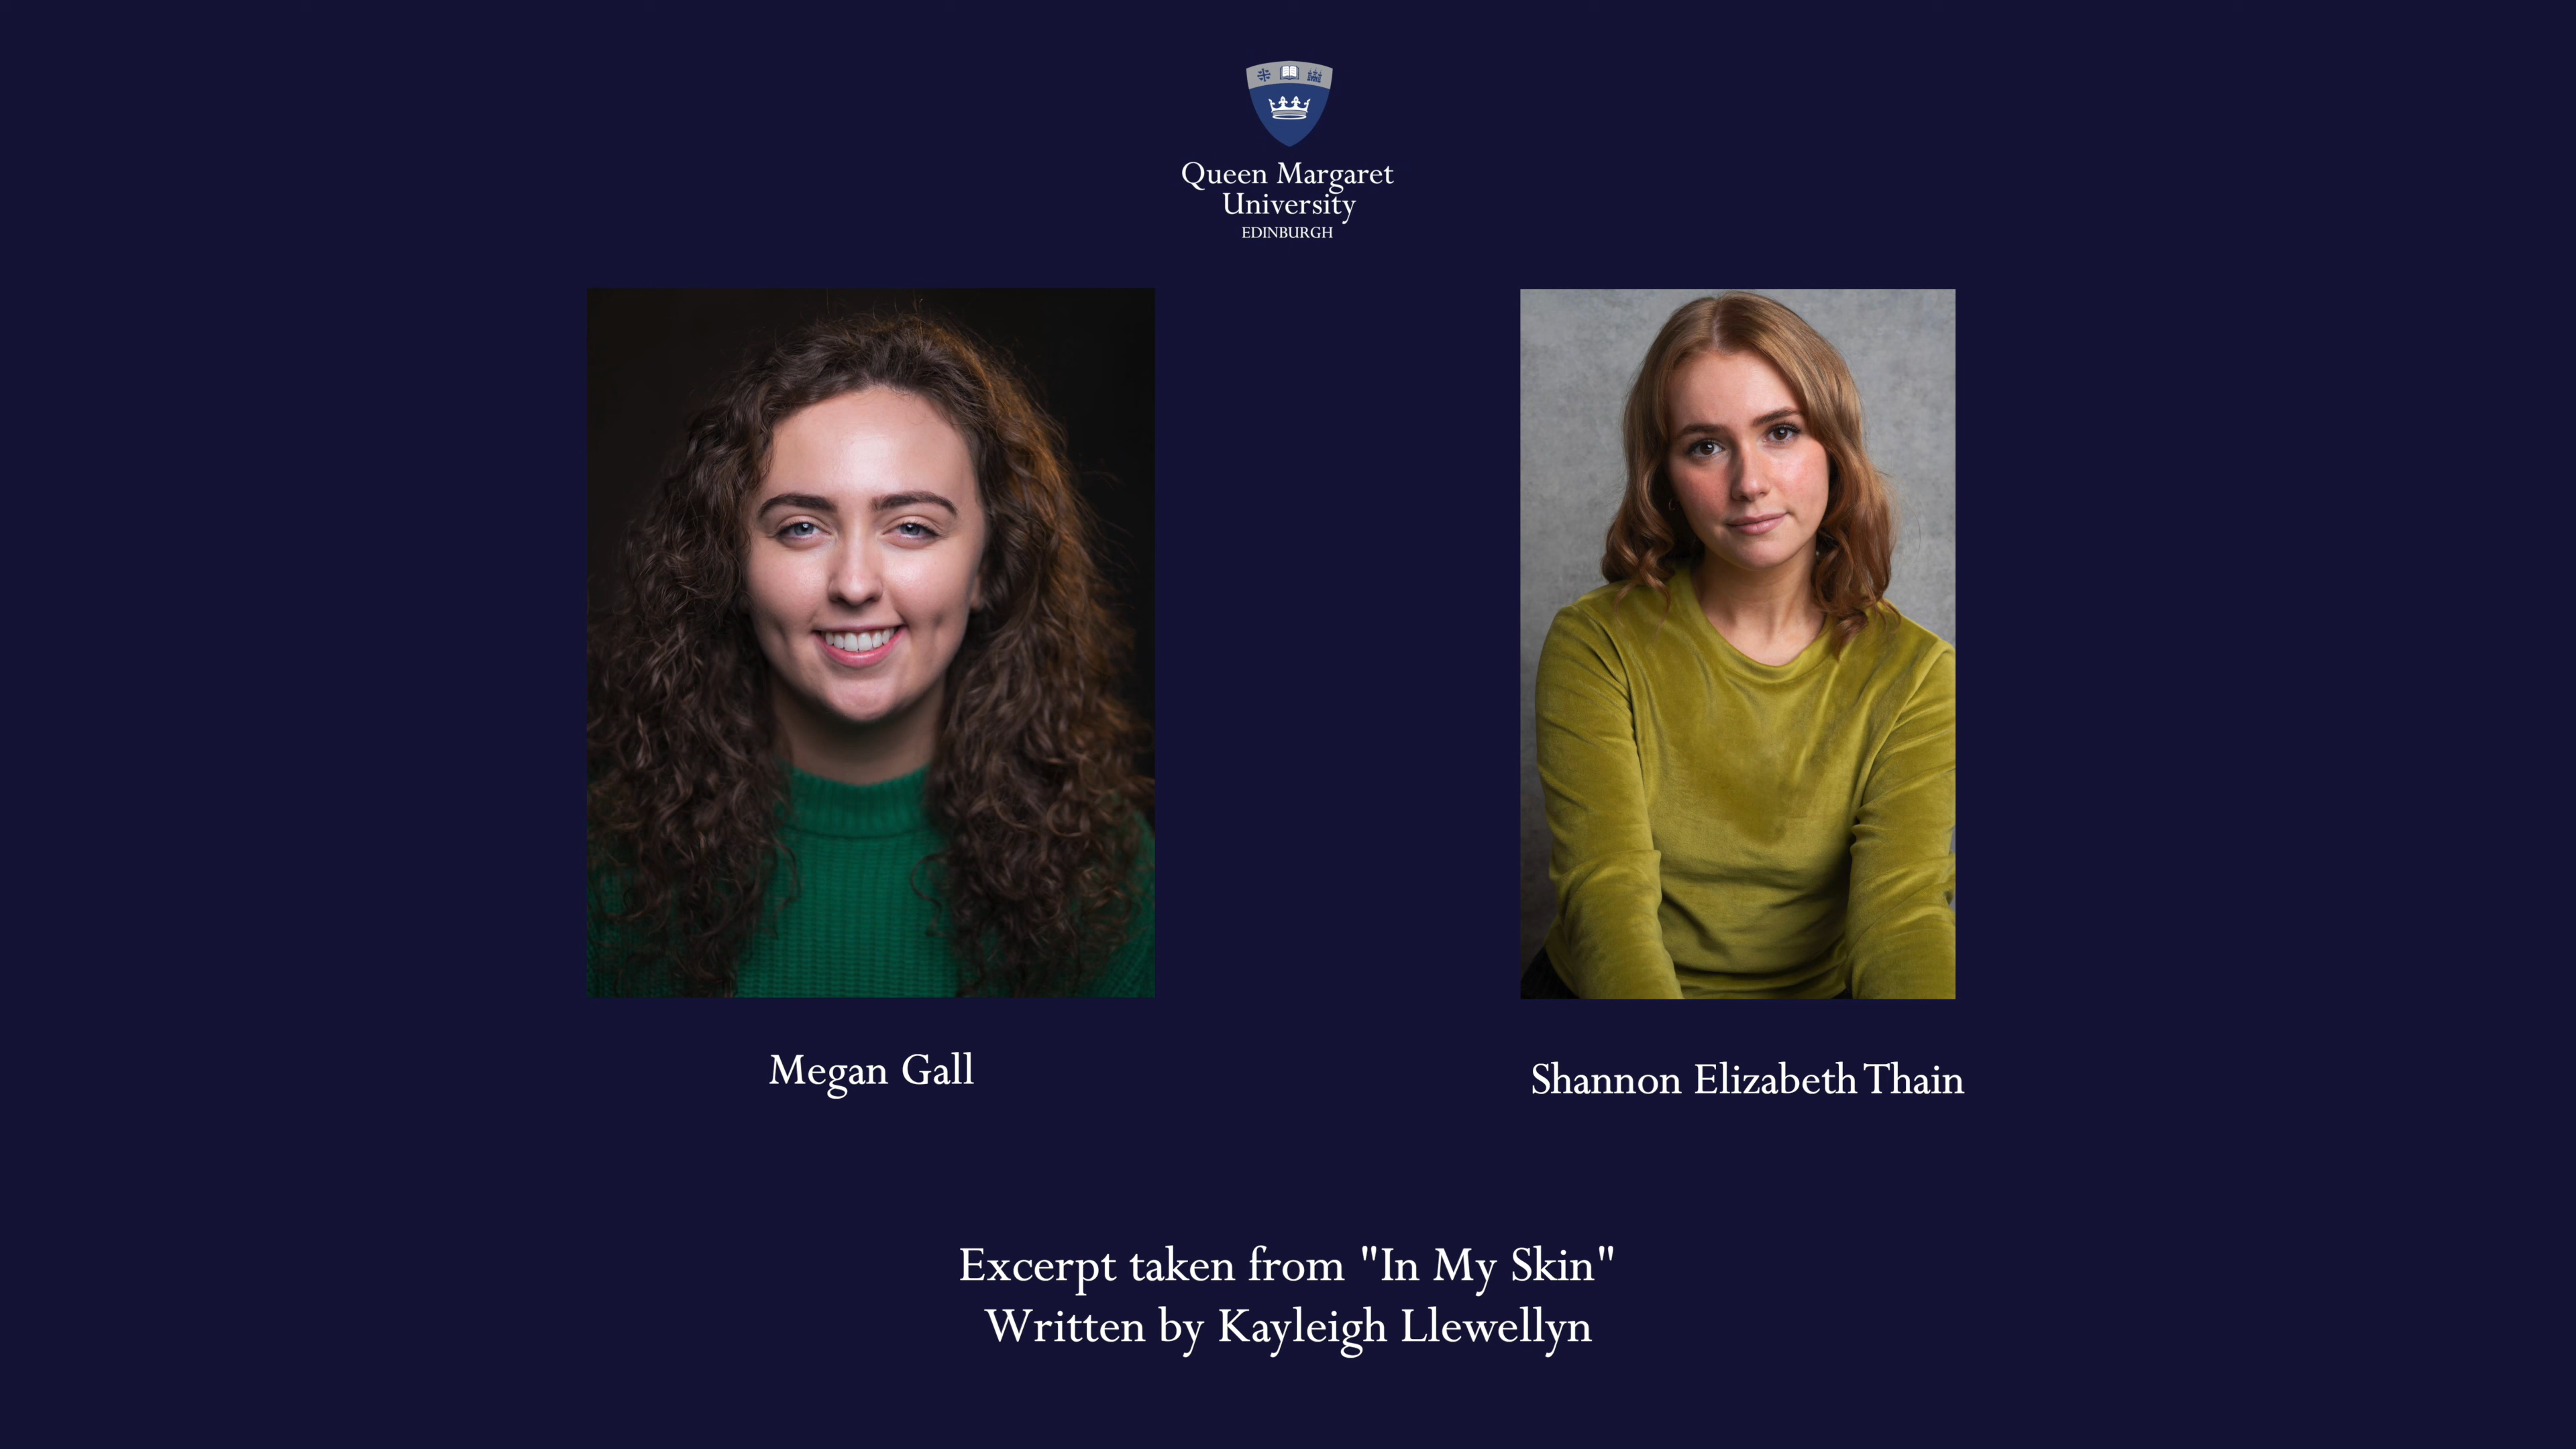 Queen Margaret
University
EDINBURGH
Megan Gall
Shannon Elizabeth Thain
Excerpt taken from "In My Skin"
Written by Kayleigh Llewellyn